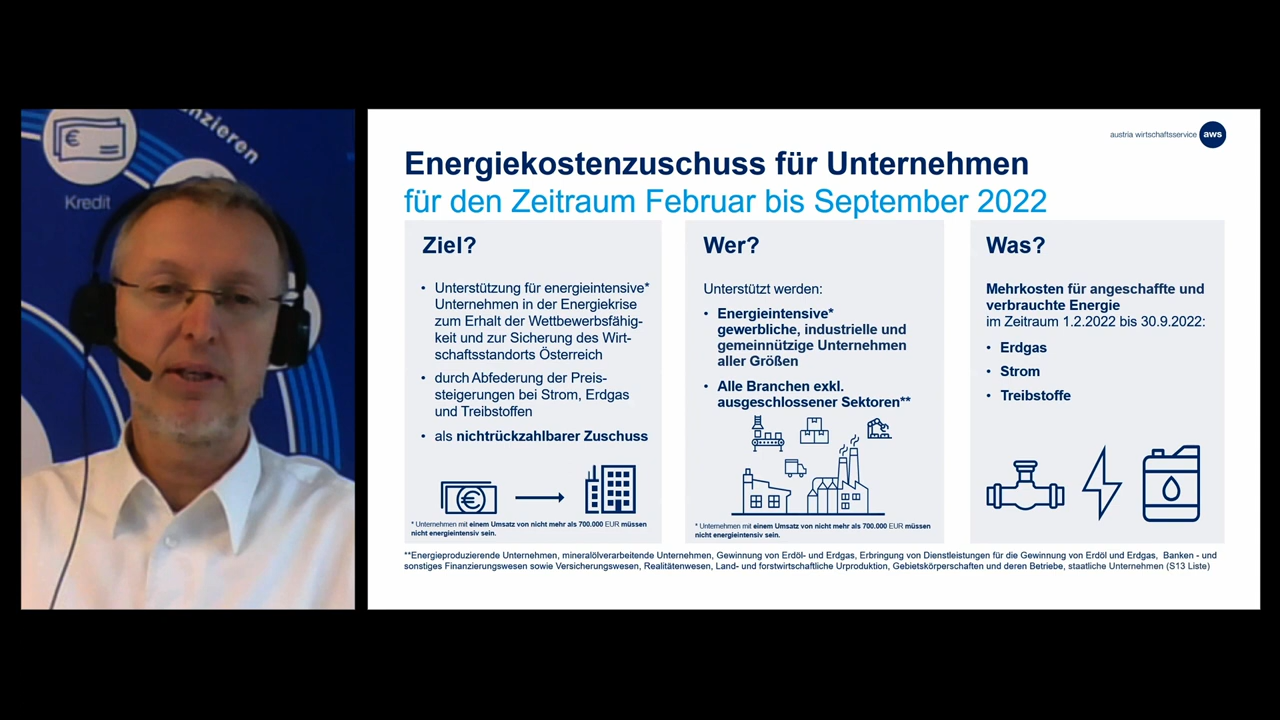 nzieren
Kredit
austria wirtschaftsservice aws
Energiekostenzuschuss für Unternehmen
für den Zeitraum Februar bis September 2022
Ziel?
• Unterstützung für energieintensive*
Unternehmen in der Energiekrise
zum Erhalt der Wettbewerbsfähig-
keit und zur Sicherung des Wirt-
schaftsstandorts Österreich
• durch Abfederung der Preis-
steigerungen bei Strom, Erdgas
und Treibstoffen
• als nichtrückzahlbarer Zuschuss
* Unternehmen mit einem Umsatz von nicht mehr als 700.000 EUR müssen
nicht energieintensiv sein.
Wer?
Unterstützt werden:
• Energieintensive*
gewerbliche, industrielle und
gemeinnützige Unternehmen
aller Größen
• Alle Branchen exkl.
ausgeschlossener Sektoren**
* Unternehmen mit einem Umsatz von nicht mehr als 700.000 EUR müssen
nicht energieintensiv sein.
Was?
Mehrkosten für angeschaffte und
verbrauchte Energie
im Zeitraum 1.2.2022 bis 30.9.2022:
• Erdgas
• Strom
• Treibstoffe
**Energieproduzierende Unternehmen, mineralölverarbeitende Unternehmen, Gewinnung von Erdöl- und Erdgas, Erbringung von Dienstleistungen für die Gewinnung von Erdöl und Erdgas, Banken - und
sonstiges Finanzierungswesen sowie Versicherungswesen, Realitätenwesen, Land- und forstwirtschaftliche Urproduktion, Gebietskörperschaften und deren Betriebe, staatliche Unternehmen (S13 Liste)